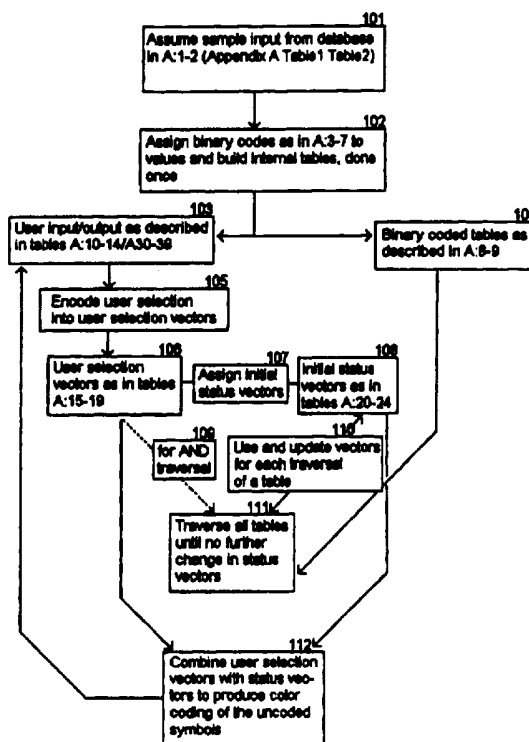 101
Assume sample input from database
in A:1-2 (Appendix A Table1 Table2)
102
Assign binary codes as in A:3-7 to
values and build internal tables, done
once
103
User input/output as described
in tables A:10-14/A30-39
10
Binary coded tables as
described in A:8-9
105
Encode user selection
into user selection vectors
106
User selection
vectors as in tables
A:15-19
107
Assign initial
status vectors
108
Initial status
vectors as in
tables A:20-24
109
for AND
traversal
110
Use and update vectors
for each traversal
of a table
111
Traverse all tables
until no further
change in status
vectors
112
Combine user selection
vectors with status vec-
tors to produce color
coding of the uncoded
symbols